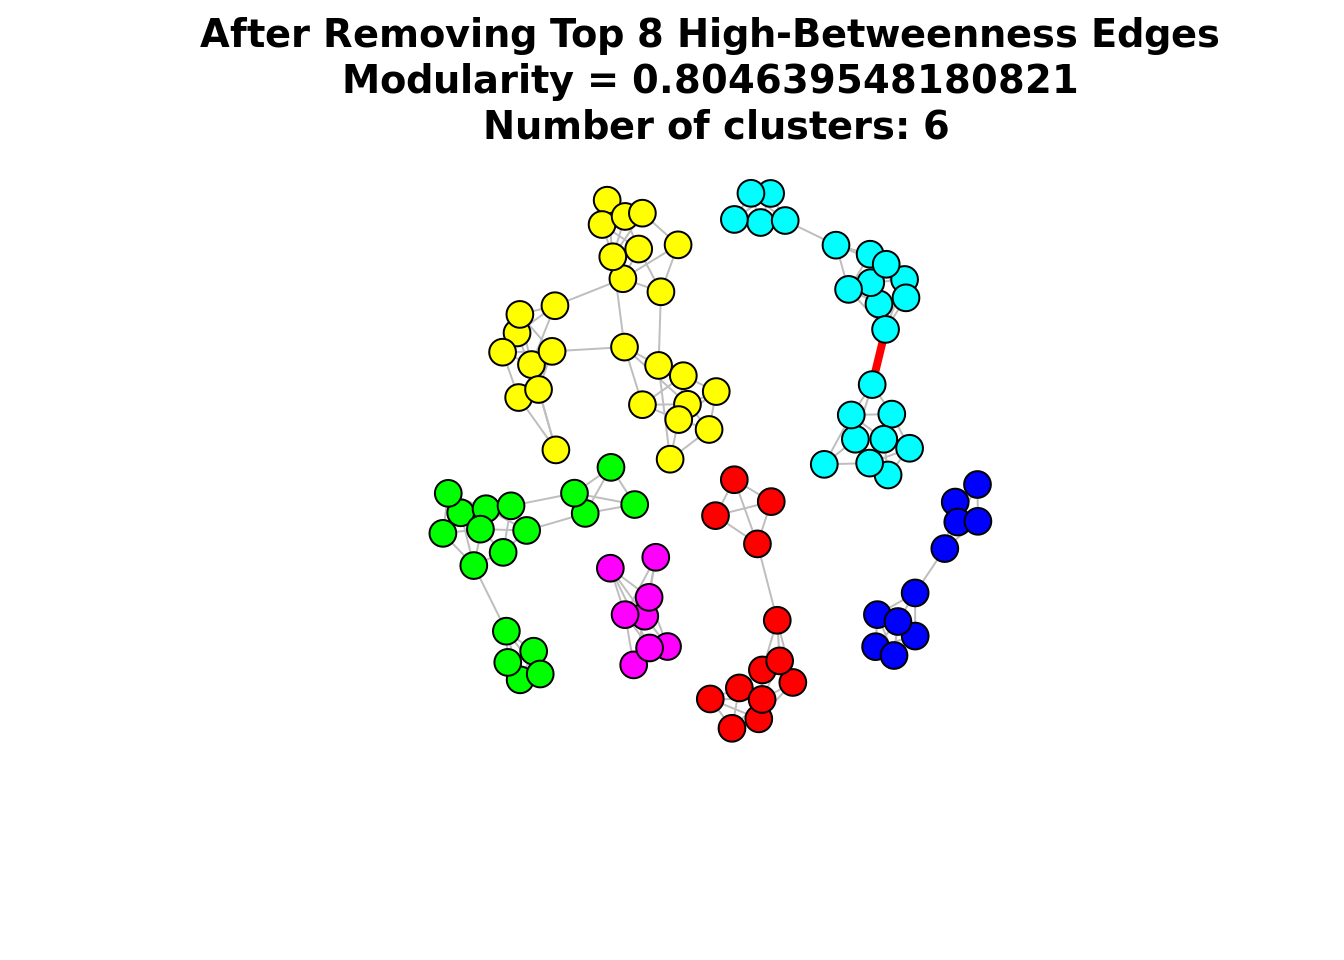 After Removing Top 8 High-Betweenness Edges
Modularity = 0.804639548180821
Number of clusters: 6